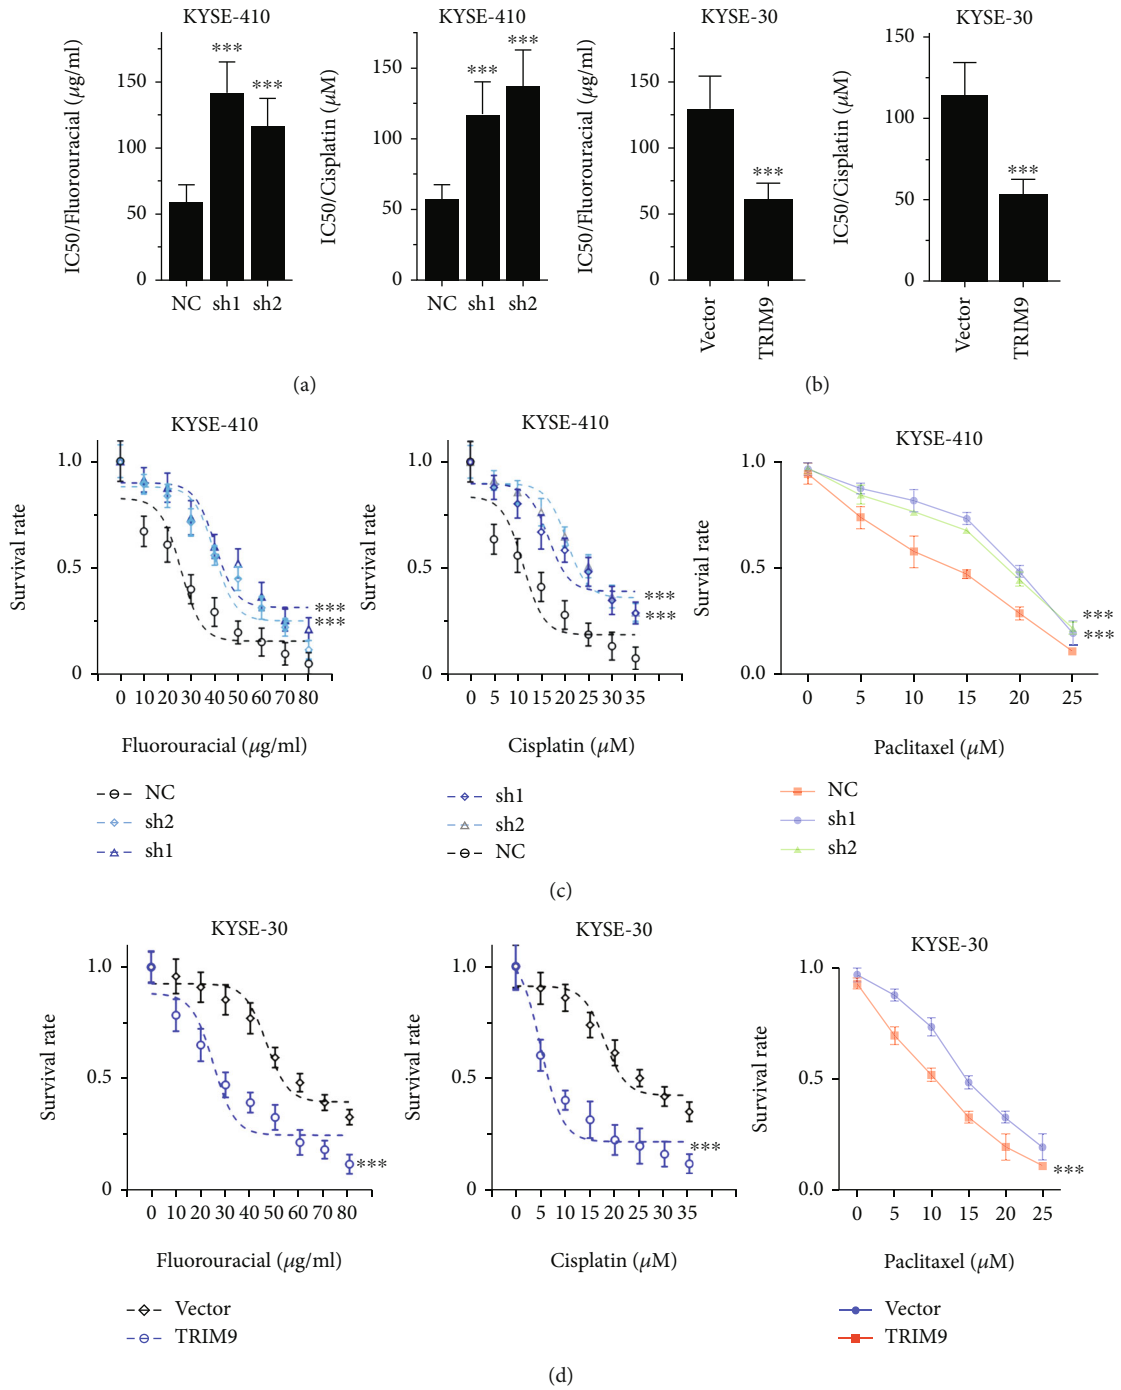 KYSE-410
KYSE-410
KYSE-30
KYSE-30
IC50/Fluorouracial (μg/ml)
150
100
50
0
***
***
NC sh1 sh2
IC50/Cisplatin (μM)
150
100
50
0
***
***
NC sh1 sh2
(a)
IC50/Fluorouracial (μg/ml)
150
100
50
0
***
Vector
TRIM9
IC50/Cisplatin (μM)
150
100
50
0
***
Vector
TRIM9
(b)
KYSE-410
Survival rate
1.0
0.5
0
***
***
0 10 20 30 40 50 60 70 80
Fluorouracial (μg/ml)
NC
sh2
sh1
KYSE-410
Survival rate
1.0
0.5
0
***
***
0 5 10 15 20 25 30 35
Cisplatin (μM)
sh1
sh2
NC
KYSE-410
Survial rate
1.0
0.5
0.0
***
***
0 5 10 15 20 25
Paclitaxel (μM)
NC
sh1
sh2
(c)
KYSE-30
Survival rate
1.0
0.5
0
***
0 10 20 30 40 50 60 70 80
Fluorouracial (μg/ml)
Vector
TRIM9
KYSE-30
Survival rate
1.0
0.5
0
***
0 5 10 15 20 25 30 35
Cisplatin (μM)
KYSE-30
Survival rate
1.0
0.5
0.0
***
0 5 10 15 20 25
Paclitaxel (μM)
Vector
TRIM9
(d)